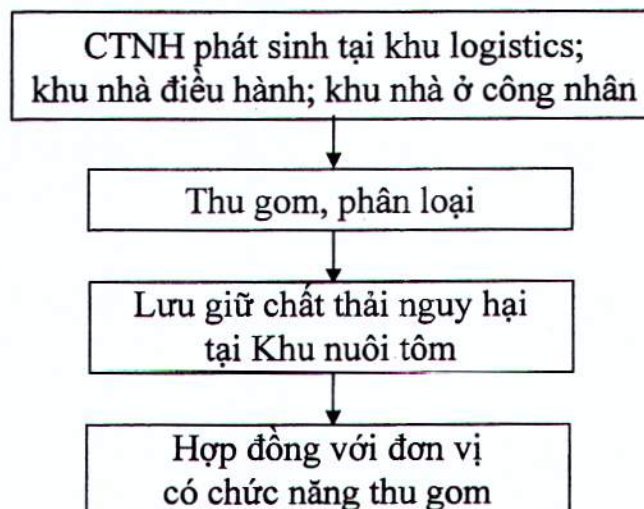 CTNH phát sinh tại khu logistics;
khu nhà điều hành; khu nhà ở công nhân
Thu gom, phân loại
Lưu giữ chất thải nguy hại
tại Khu nuôi tôm
Hợp đồng với đơn vị
có chức năng thu gom